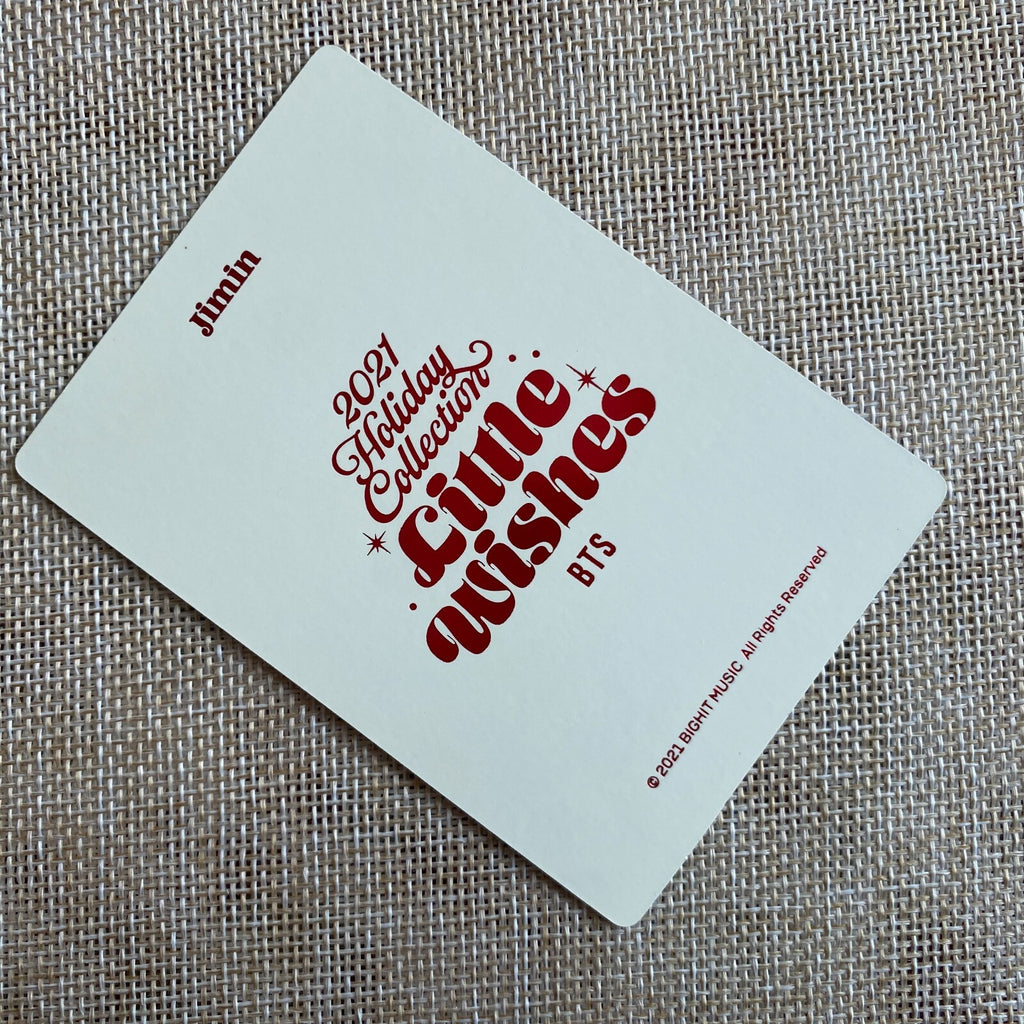 Jimin
2021
Holiday
Collection
Little
Wishes
BTS
© 2021 BIGHIT MUSIC All Rights Reserved